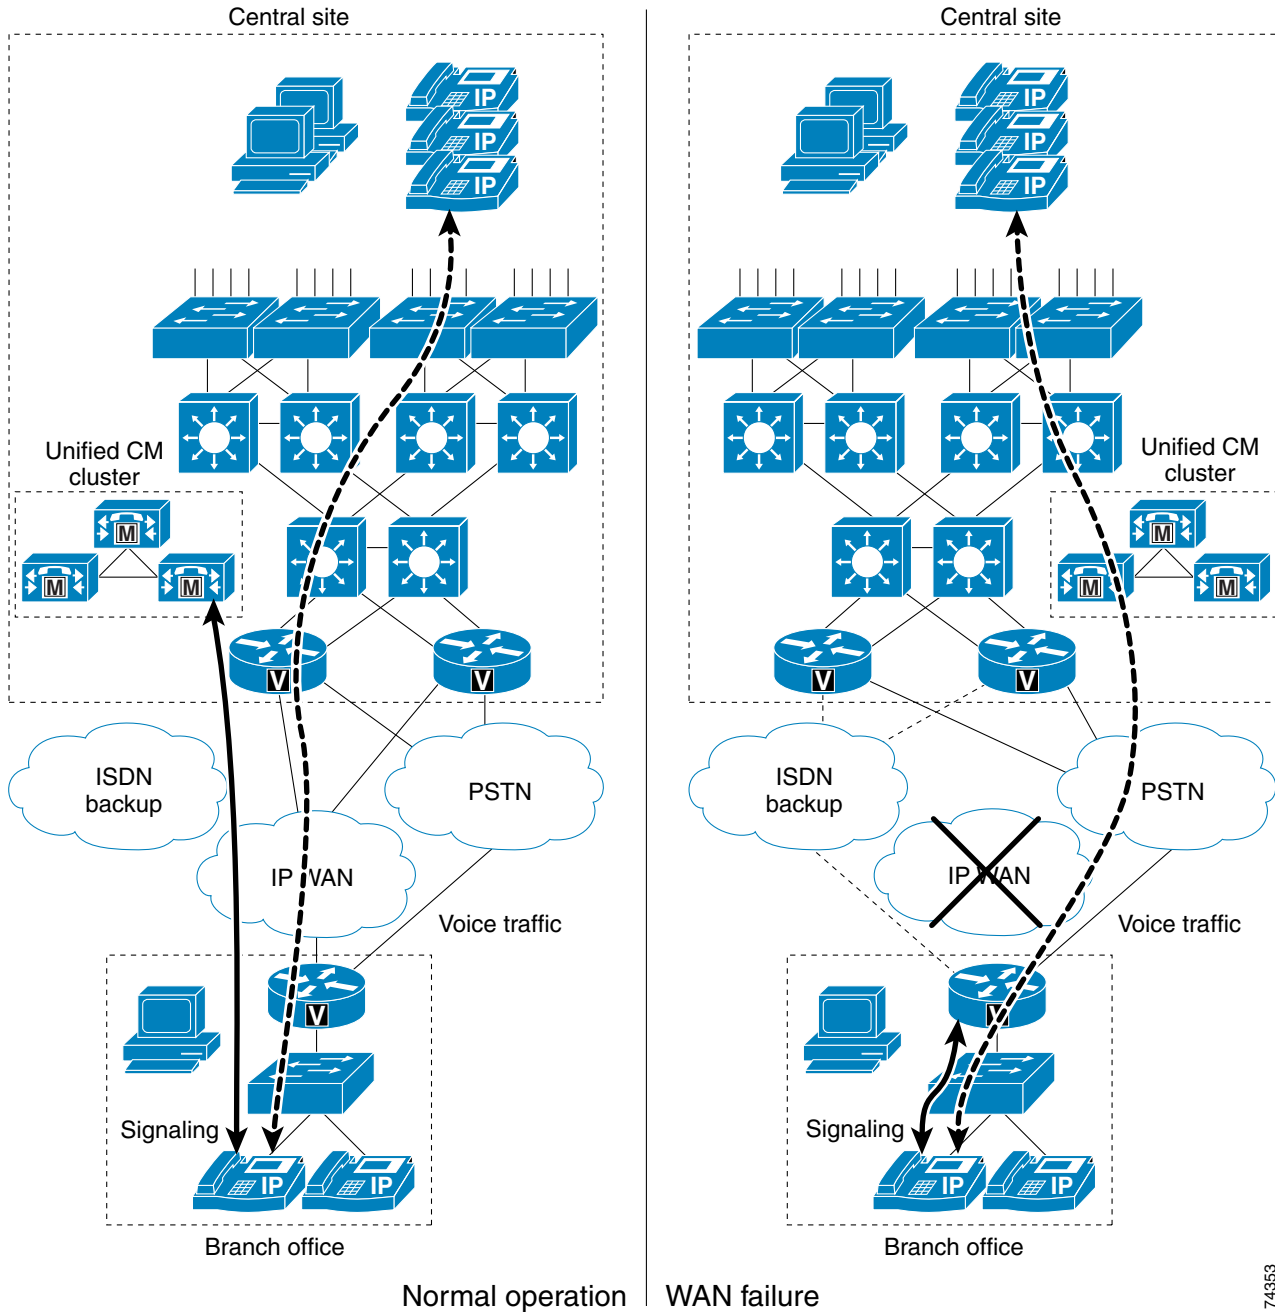 Central site
IP
IP
IP
Unified CM
cluster
M
M
M
V
V
ISDN
backup
PSTN
IP WAN
Voice traffic
V
Signaling
IP
IP
Branch office
Normal operation
Central site
IP
IP
IP
Unified CM
cluster
M
M
M
V
V
ISDN
backup
PSTN
IP WAN
Voice traffic
V
Signaling
IP
IP
Branch office
WAN failure
74353